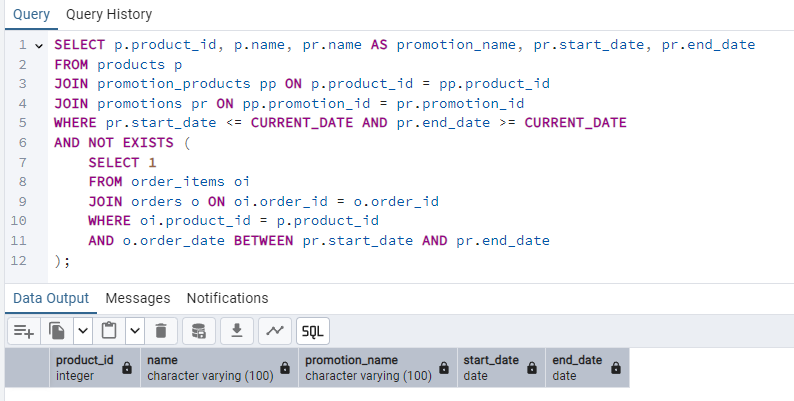 Query Query History
1 SELECT p.product_id, p.name, pr.name AS promotion_name, pr.start_date, pr.end_date
2 FROM products p
3 JOIN promotion_products pp ON p.product_id = pp.product_id
4 JOIN promotions pr ON pp.promotion_id = pr.promotion_id
5 WHERE pr.start_date <= CURRENT_DATE AND pr.end_date >= CURRENT_DATE
6 AND NOT EXISTS (
7     SELECT 1
8     FROM order_items oi
9     JOIN orders o ON oi.order_id = o.order_id
10     WHERE oi.product_id = p.product_id
11     AND o.order_date BETWEEN pr.start_date AND pr.end_date
12 );
Data Output Messages Notifications
SQL
product_id name promotion_name start_date end_date
integer character varying (100) character varying (100) date date